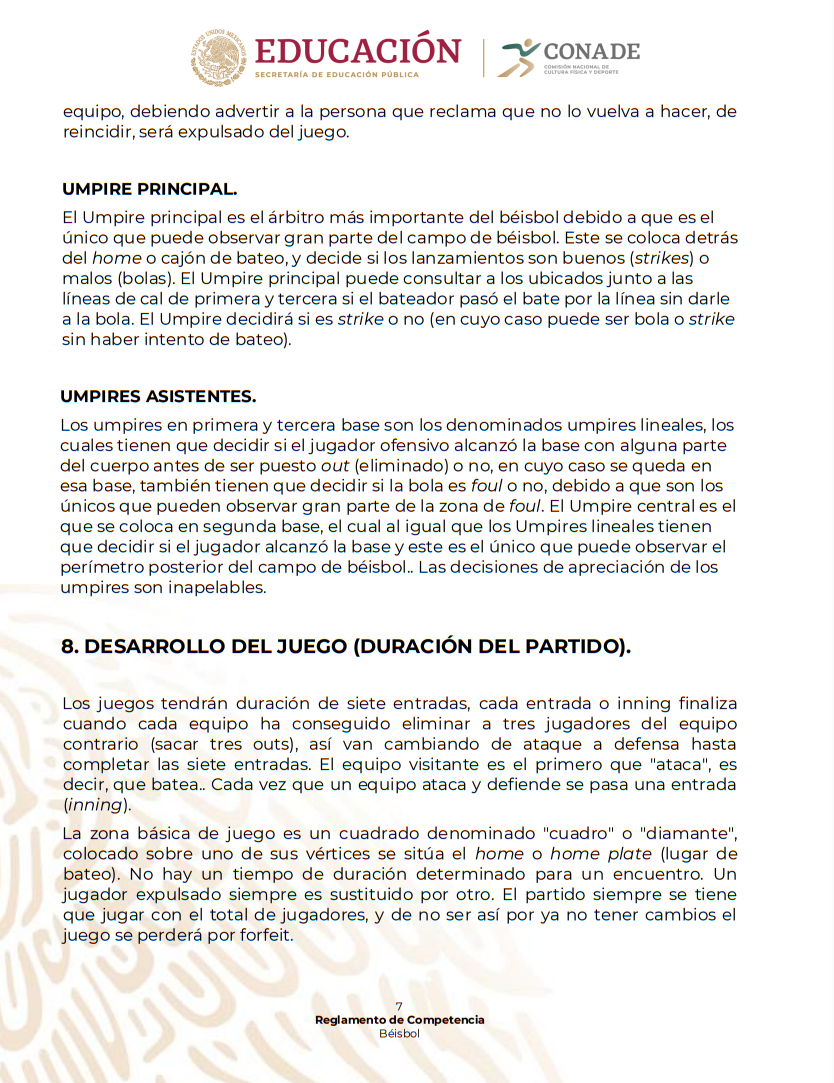 EDUCACIÓN
SECRETARÍA DE EDUCACIÓN PÚBLICA
ESTADOS UNIDOS MEXICANOS
CONADE
COMISIÓN NACIONAL DE
CULTURA FÍSICA Y DEPORTE
equipo, debiendo advertir a la persona que reclama que no lo vuelva a hacer, de
reincidir, será expulsado del juego.
UMPIRE PRINCIPAL.
El Umpire principal es el árbitro más importante del béisbol debido a que es el
único que puede observar gran parte del campo de béisbol. Este se coloca detrás
del home o cajón de bateo, y decide si los lanzamientos son buenos (strikes) o
malos (bolas). El Umpire principal puede consultar a los ubicados junto a las
líneas de cal de primera y tercera si el bateador pasó el bate por la línea sin darle
a la bola. El Umpire decidirá si es strike o no (en cuyo caso puede ser bola o strike
sin haber intento de bateo).
UMPIRES ASISTENTES.
Los umpires en primera y tercera base son los denominados umpires lineales, los
cuales tienen que decidir si el jugador ofensivo alcanzó la base con alguna parte
del cuerpo antes de ser puesto out (eliminado) o no, en cuyo caso se queda en
esa base, también tienen que decidir si la bola es foul o no, debido a que son los
únicos que pueden observar gran parte de la zona de foul. El Umpire central es el
que se coloca en segunda base, el cual al igual que los Umpires lineales tienen
que decidir si el jugador alcanzó la base y este es el único que puede observar el
perímetro posterior del campo de béisbol.. Las decisiones de apreciación de los
umpires son inapelables.
8. DESARROLLO DEL JUEGO (DURACIÓN DEL PARTIDO).
Los juegos tendrán duración de siete entradas, cada entrada o inning finaliza
cuando cada equipo ha conseguido eliminar a tres jugadores del equipo
contrario (sacar tres outs), así van cambiando de ataque a defensa hasta
completar las siete entradas. El equipo visitante es el primero que "ataca", es
decir, que batea.. Cada vez que un equipo ataca y defiende se pasa una entrada
(inning).
La zona básica de juego es un cuadrado denominado "cuadro" o "diamante",
colocado sobre uno de sus vértices se sitúa el home o home plate (lugar de
bateo). No hay un tiempo de duración determinado para un encuentro. Un
jugador expulsado siempre es sustituido por otro. El partido siempre se tiene
que jugar con el total de jugadores, y de no ser así por ya no tener cambios el
juego se perderá por forfeit.
7
Reglamento de Competencia
Béisbol